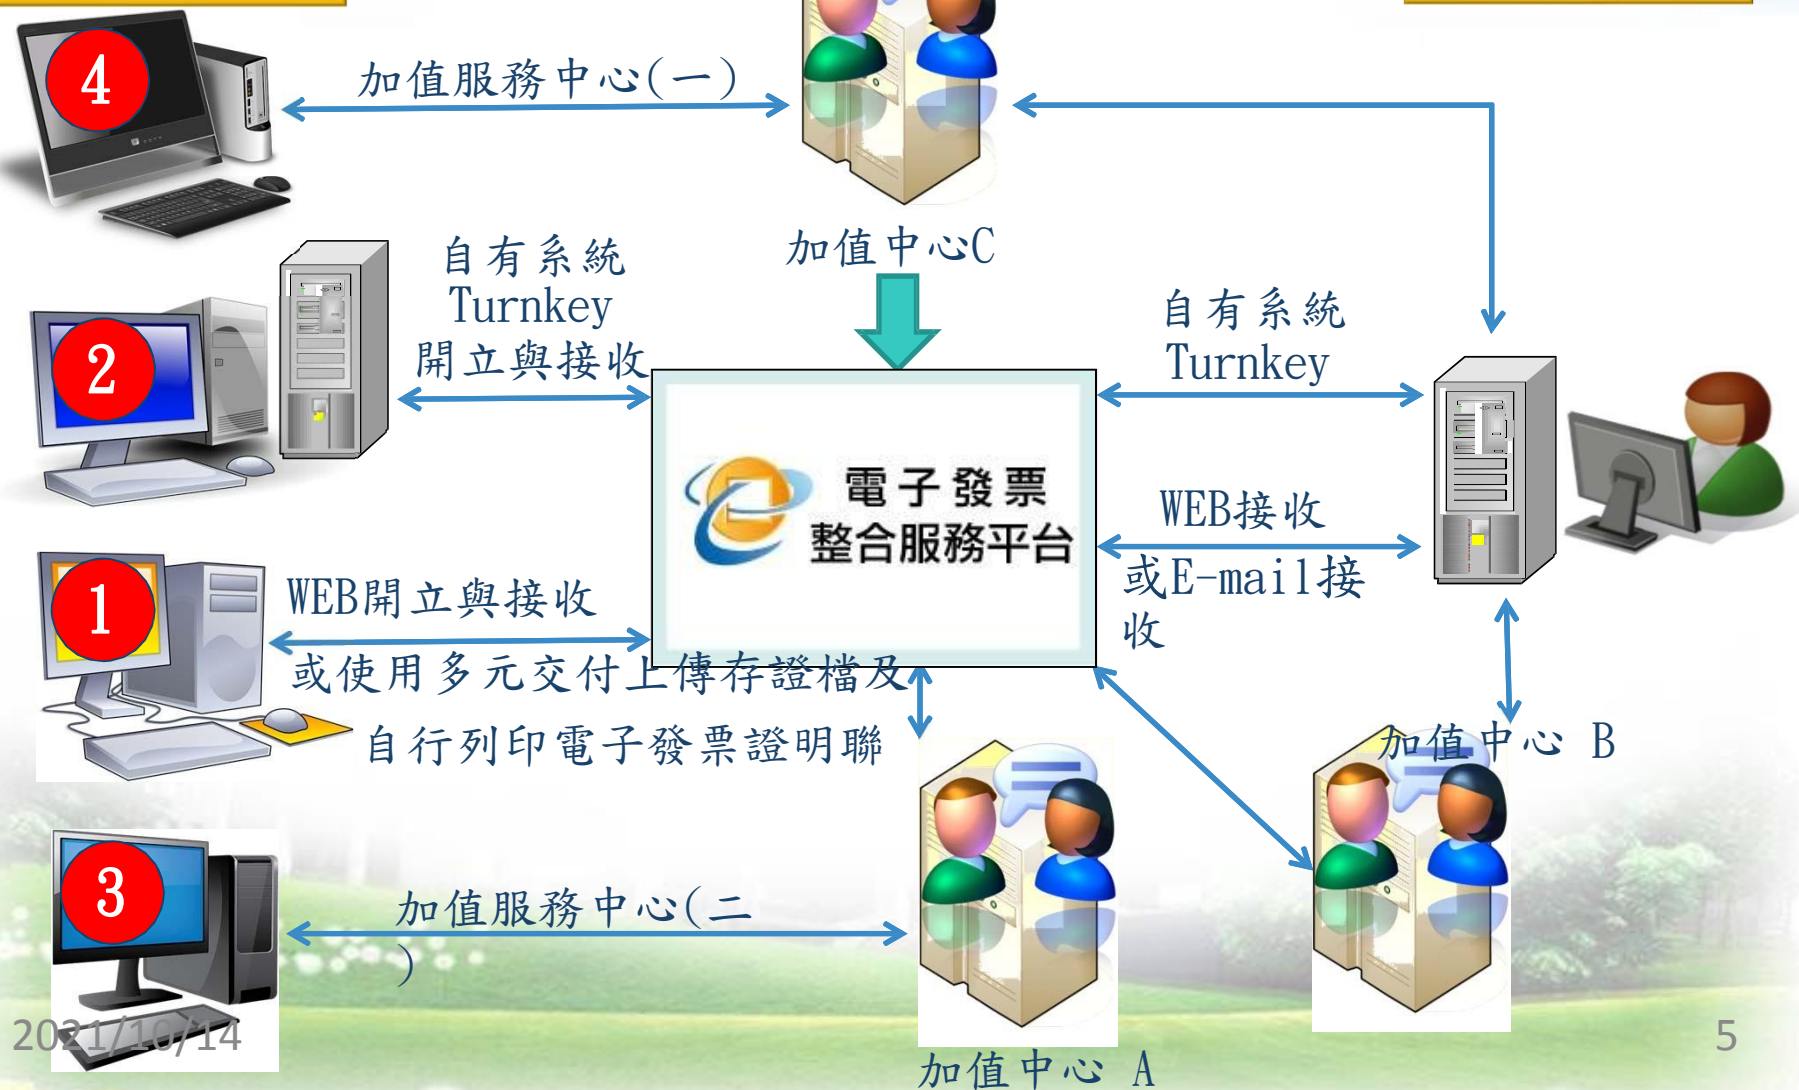 4
加值服務中心(一)
加值中心C
自有系統
Turnkey
開立與接收
2
自有系統
Turnkey
電子發票
整合服務平台
WEB接收
或E-mail接
收
1
WEB開立與接收
或使用多元交付上傳存證檔及
自行列印電子發票證明聯
加值中心 B
3
加值服務中心(二
)
2021/10/14
5
加值中心 A